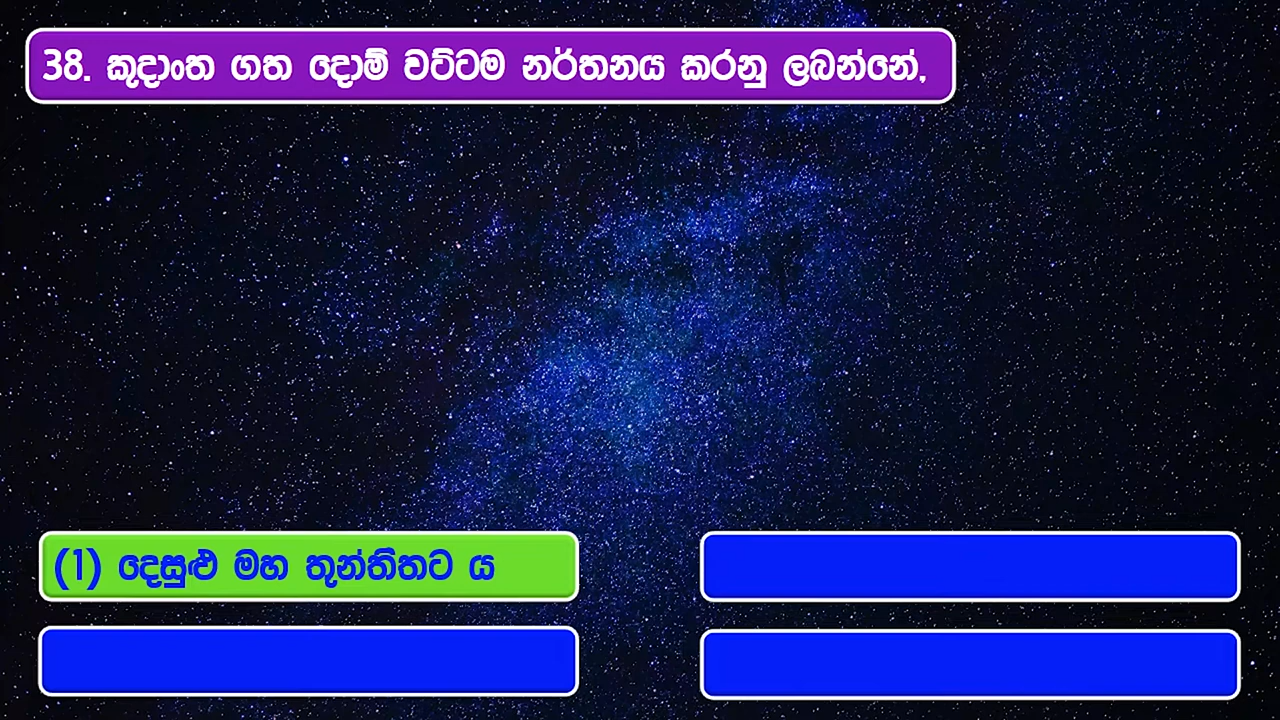 38. කුදාංත ගත දොම් වට්ටම නර්තනය කරනු ලබන්නේ,
(1) දෙසුළු මහ තුන්තිතට ය